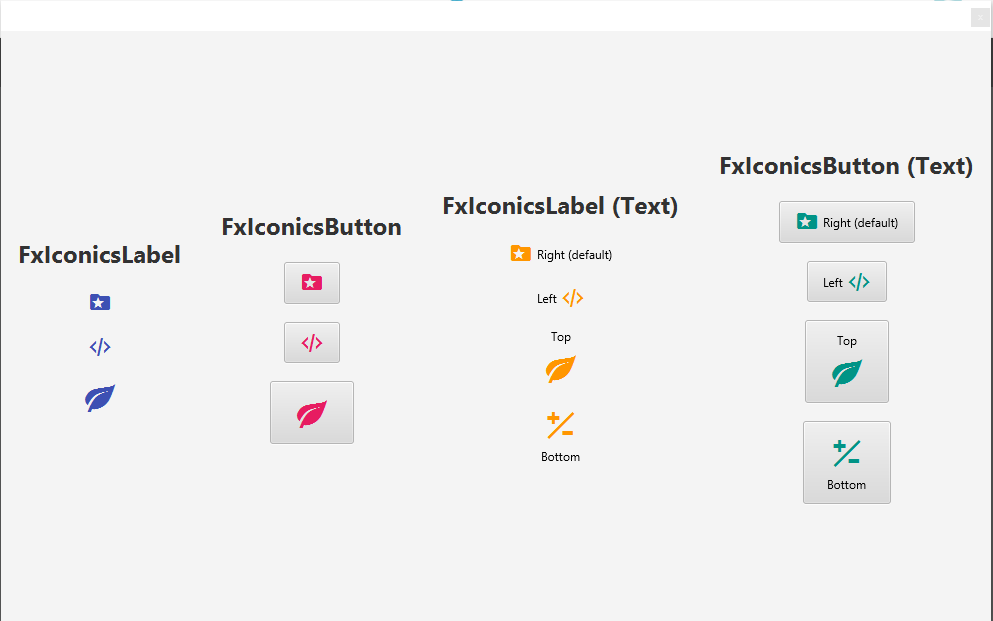 FxIconicsLabel
FxIconicsButton
FxIconicsLabel (Text)
Right (default)
Left
Top
Bottom
FxIconicsButton (Text)
Right (default)
Left
Top
Bottom